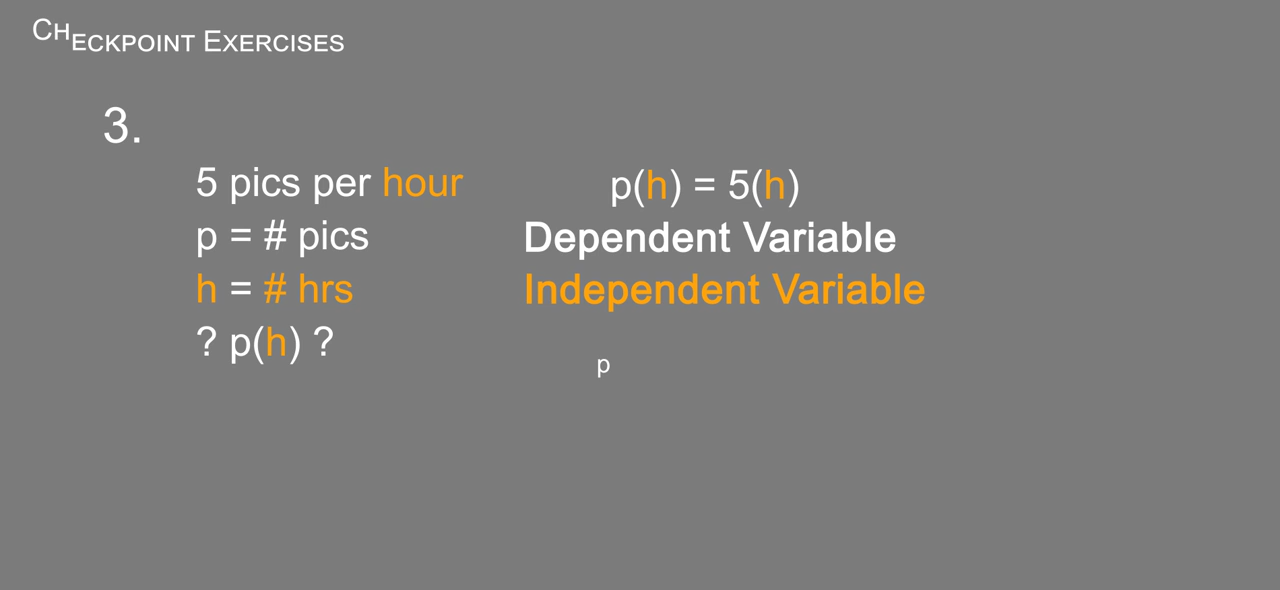 CHECKPOINT EXERCISES
3.
5 pics per hour
p(h) = 5(h)
p = # pics
Dependent Variable
h = # hrs
Independent Variable
? p(h) ?
p